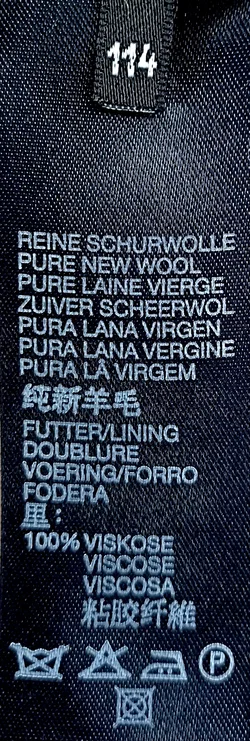 114
REINE SCHURWOLLE
PURE NEW WOOL
PURE LAINE VIERGE
ZUIVER SCHEERWOL
PURA LANA VIRGEN
PURA LANA VERGINE
PURA LÃ VIRGEM
纯新羊毛
FUTTER/LINING
DOUBLURE
VOERING/FORRO
FODERA
里：
100% VISKOSE
VISCOSE
VISCOSA
粘胶纤維
P